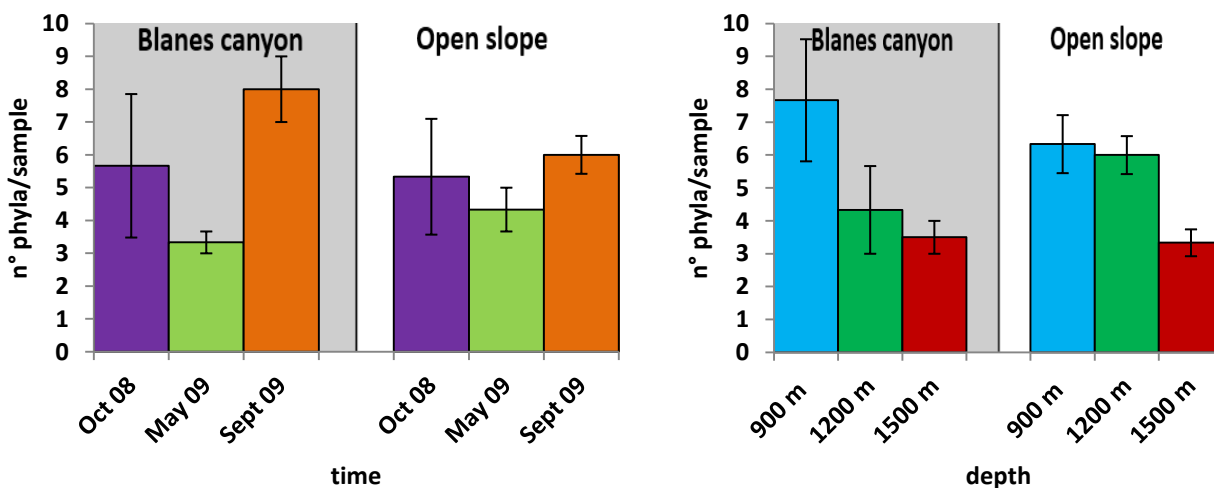 Blanes canyon
Open slope
n° phyla/sample
10
9
8
7
6
5
4
3
2
1
0
Oct 08
May 09
Sept 09
Oct 08
May 09
Sept 09
time
Blanes canyon
Open slope
n° phyla/sample
10
9
8
7
6
5
4
3
2
1
0
900 m
1200 m
1500 m
900 m
1200 m
1500 m
depth